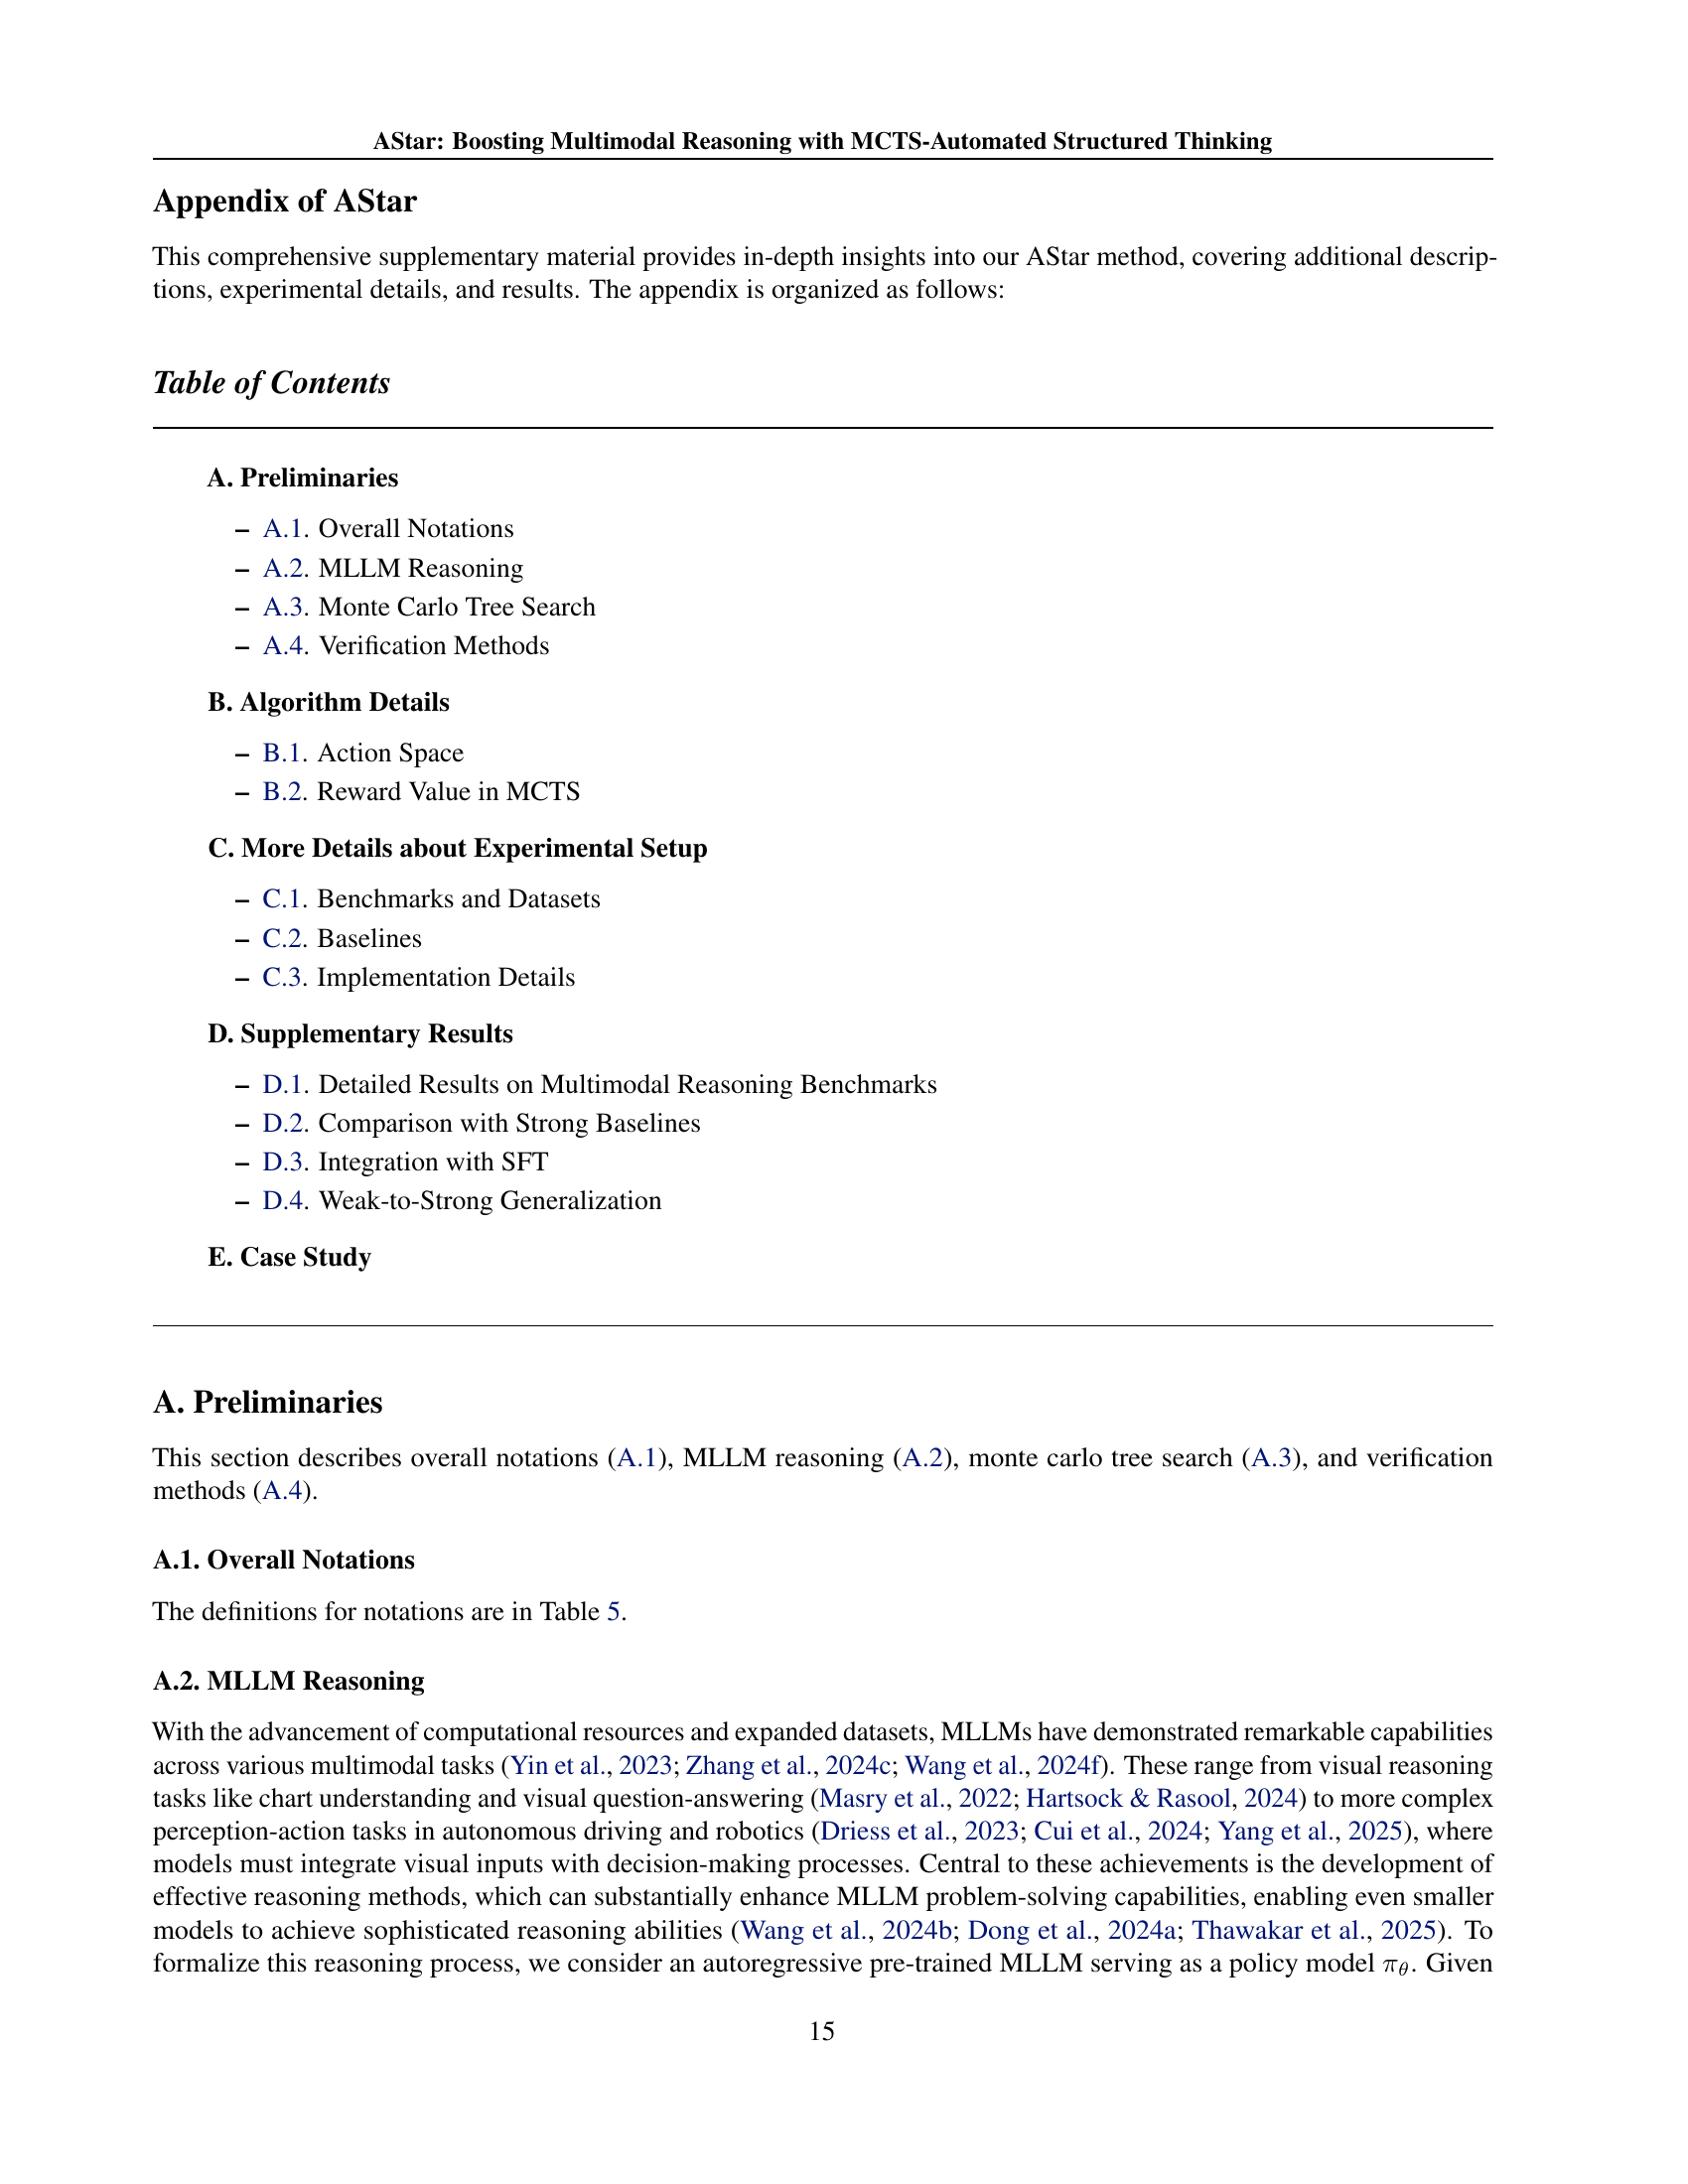 AStar: Boosting Multimodal Reasoning with MCTS-Automated Structured Thinking
Appendix of AStar
This comprehensive supplementary material provides in-depth insights into our AStar method, covering additional descrip-
tions, experimental details, and results. The appendix is organized as follows:
Table of Contents
A. Preliminaries
– A.1. Overall Notations
– A.2. MLLM Reasoning
– A.3. Monte Carlo Tree Search
– A.4. Verification Methods
B. Algorithm Details
– B.1. Action Space
– B.2. Reward Value in MCTS
C. More Details about Experimental Setup
– C.1. Benchmarks and Datasets
– C.2. Baselines
– C.3. Implementation Details
D. Supplementary Results
– D.1. Detailed Results on Multimodal Reasoning Benchmarks
– D.2. Comparison with Strong Baselines
– D.3. Integration with SFT
– D.4. Weak-to-Strong Generalization
E. Case Study
A. Preliminaries
This section describes overall notations (A.1), MLLM reasoning (A.2), monte carlo tree search (A.3), and verification
methods (A.4).
A.1. Overall Notations
The definitions for notations are in Table 5.
A.2. MLLM Reasoning
With the advancement of computational resources and expanded datasets, MLLMs have demonstrated remarkable capabilities
across various multimodal tasks (Yin et al., 2023; Zhang et al., 2024c; Wang et al., 2024f). These range from visual reasoning
tasks like chart understanding and visual question-answering (Masry et al., 2022; Hartsock & Rasool, 2024) to more complex
perception-action tasks in autonomous driving and robotics (Driess et al., 2023; Cui et al., 2024; Yang et al., 2025), where
models must integrate visual inputs with decision-making processes. Central to these achievements is the development of
effective reasoning methods, which can substantially enhance MLLM problem-solving capabilities, enabling even smaller
models to achieve sophisticated reasoning abilities (Wang et al., 2024b; Dong et al., 2024a; Thawakar et al., 2025). To
formalize this reasoning process, we consider an autoregressive pre-trained MLLM serving as a policy model πθ. Given
15